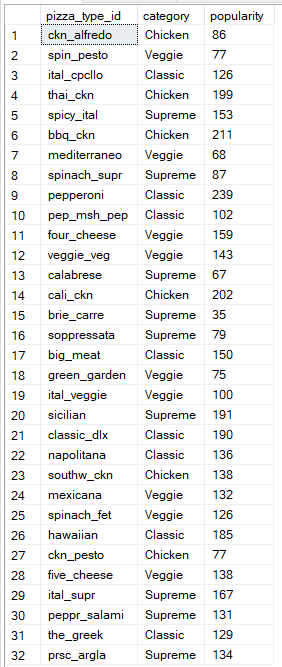 pizza_type_id category popularity
1 ckn_alfredo Chicken 86
2 spin_pesto Veggie 77
3 ital_cpcllo Classic 126
4 thai_ckn Chicken 199
5 spicy_ital Supreme 153
6 bbq_ckn Chicken 211
7 mediterraneo Veggie 68
8 spinach_supr Supreme 87
9 pepperoni Classic 239
10 pep_msh_pep Classic 102
11 four_cheese Veggie 159
12 veggie_veg Veggie 143
13 calabrese Supreme 67
14 cali_ckn Chicken 202
15 brie_carre Supreme 35
16 soppressata Supreme 79
17 big_meat Classic 150
18 green_garden Veggie 75
19 ital_veggie Veggie 100
20 sicilian Supreme 191
21 classic_dlx Classic 190
22 napolitana Classic 136
23 southw_ckn Chicken 138
24 mexicana Veggie 132
25 spinach_fet Veggie 126
26 hawaiian Classic 185
27 ckn_pesto Chicken 77
28 five_cheese Veggie 138
29 ital_supr Supreme 167
30 peppr_salami Supreme 131
31 the_greek Classic 129
32 prsc_argla Supreme 134